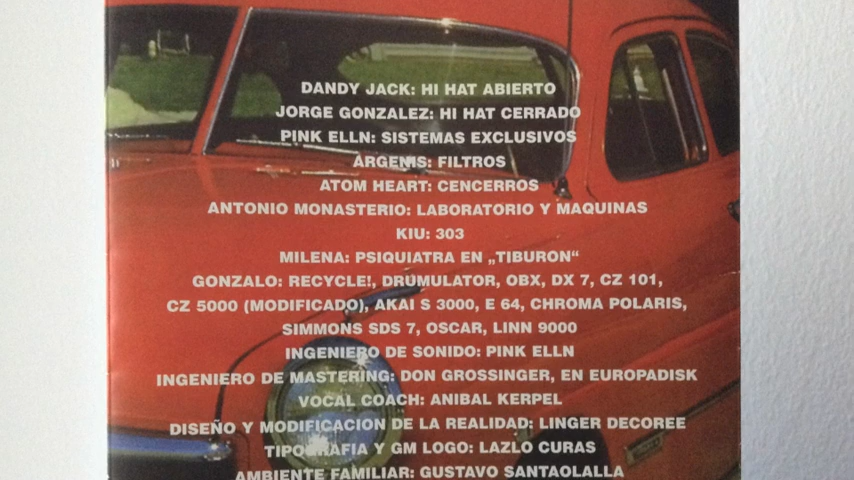 DANDY JACK: HI HAT ABIERTO
JORGE GONZALEZ: HI HAT CERRADO
PINK ELLN: SISTEMAS EXCLUSIVOS
ARGENIS: FILTROS
ATOM HEART: CENCERROS
ANTONIO MONASTERIO: LABORATORIO Y MAQUINAS
KIU: 303
MILENA: PSIQUIATRA EN „TIBURON“
GONZALO: RECYCLE!, DRUMULATOR, OBX, DX 7, CZ 101,
CZ 5000 (MODIFICADO), AKAI S 3000, E 64, CHROMA POLARIS,
SIMMONS SDS 7, OSCAR, LINN 9000
INGENIERO DE SONIDO: PINK ELLN
INGENIERO DE MASTERING: DON GROSSINGER, EN EUROPADISK
VOCAL COACH: ANIBAL KERPEL
DISEÑO Y MODIFICACION DE LA REALIDAD: LINGER DECOREE
TIPOGRAFIA Y GM LOGO: LAZLO CURAS
AMBIENTE FAMILIAR: GUSTAVO SANTAOLALLA